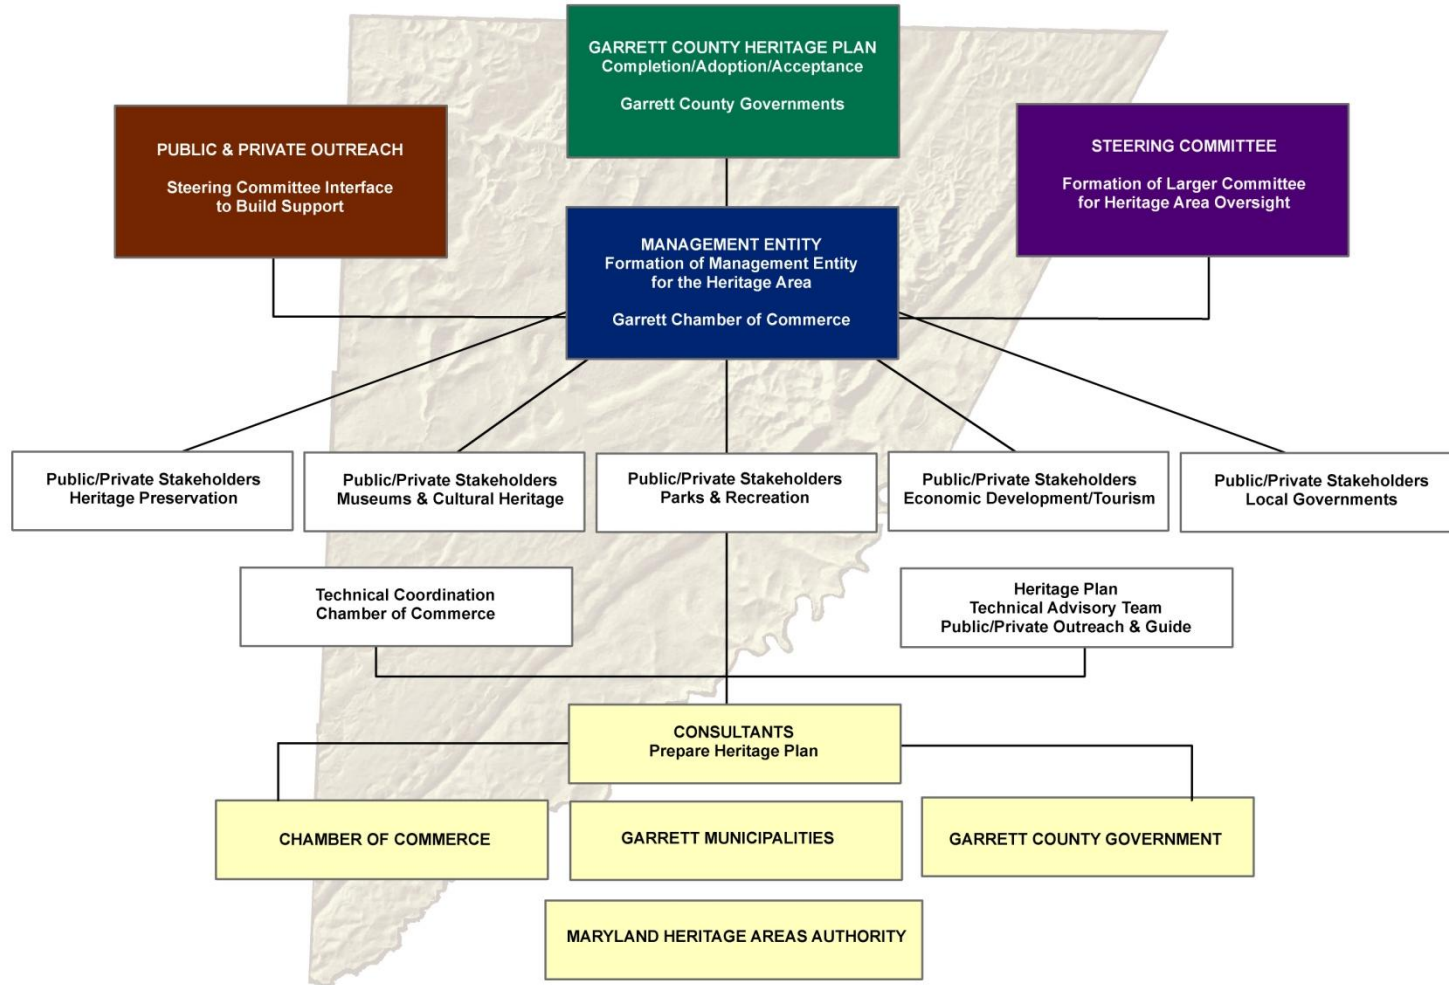 GARRETT COUNTY HERITAGE PLAN
Completion/Adoption/Acceptance
Garrett County Governments
PUBLIC & PRIVATE OUTREACH
Steering Committee Interface
to Build Support
STEERING COMMITTEE
Formation of Larger Committee
for Heritage Area Oversight
MANAGEMENT ENTITY
Formation of Management Entity
for the Heritage Area
Garrett Chamber of Commerce
Public/Private Stakeholders
Heritage Preservation
Public/Private Stakeholders
Museums & Cultural Heritage
Public/Private Stakeholders
Parks & Recreation
Public/Private Stakeholders
Economic Development/Tourism
Public/Private Stakeholders
Local Governments
Technical Coordination
Chamber of Commerce
Heritage Plan
Technical Advisory Team
Public/Private Outreach & Guide
CONSULTANTS
Prepare Heritage Plan
CHAMBER OF COMMERCE
GARRETT MUNICIPALITIES
GARRETT COUNTY GOVERNMENT
MARYLAND HERITAGE AREAS AUTHORITY